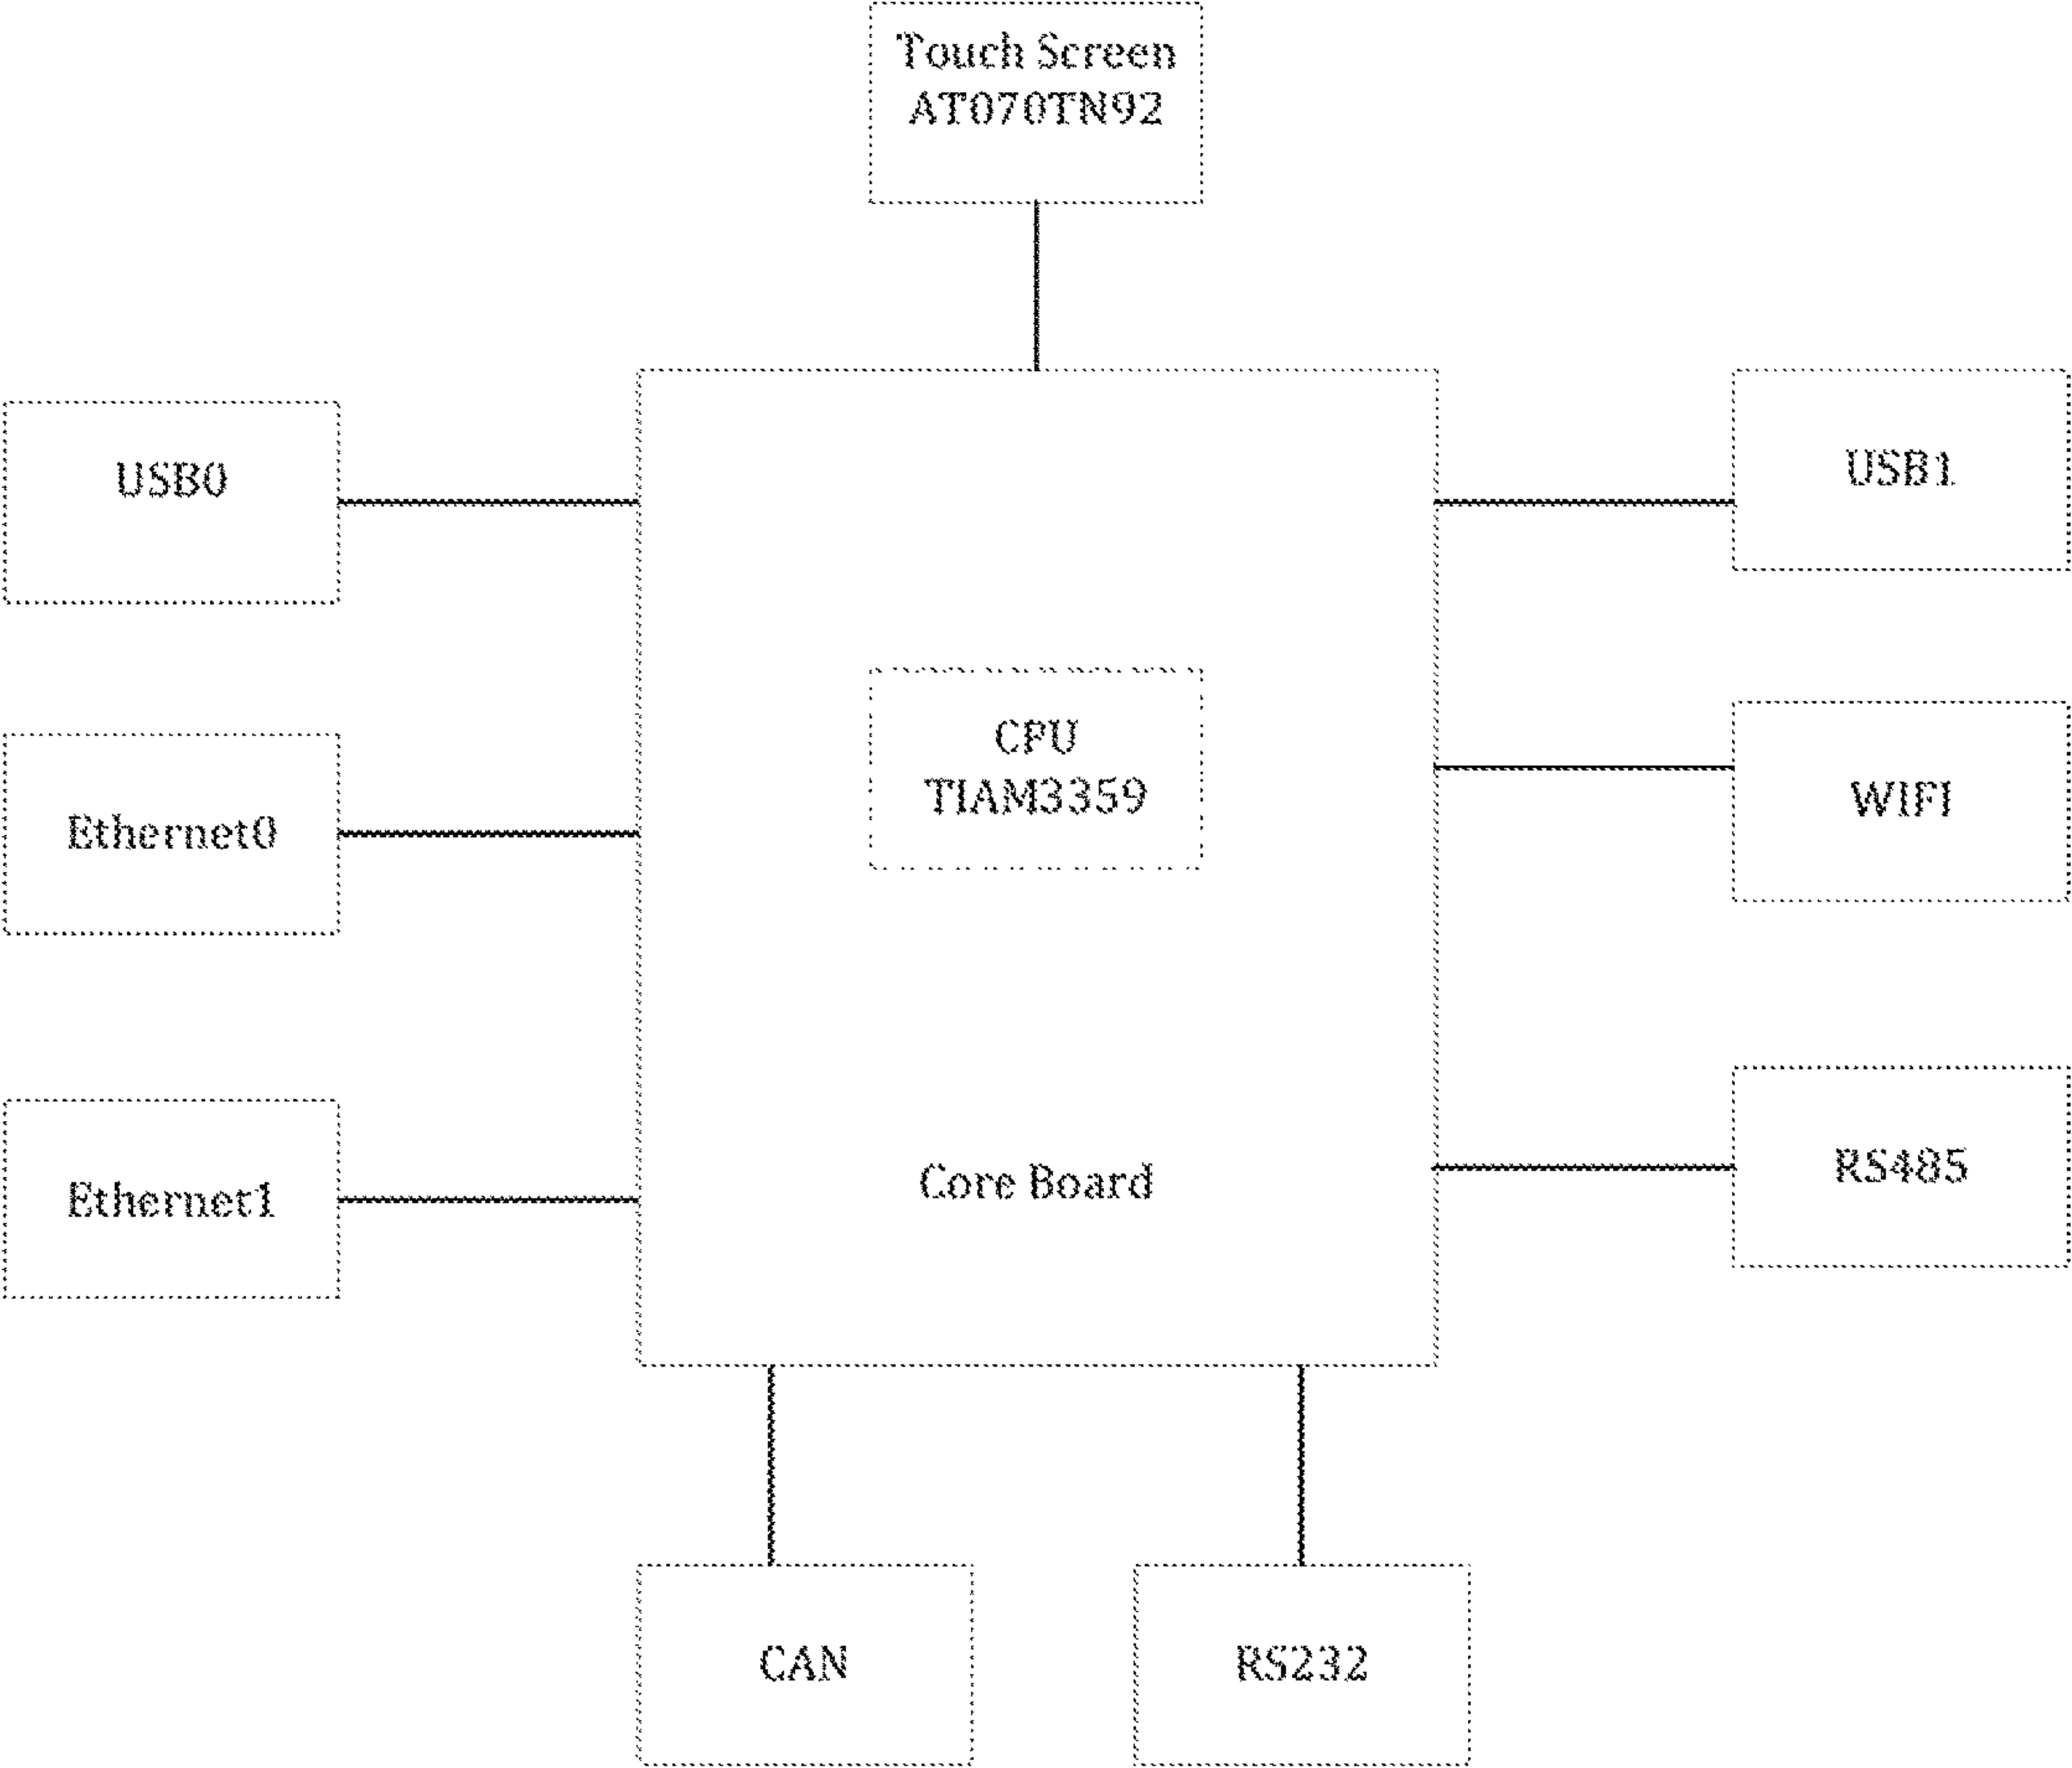 Touch Screen
AT070TN92
USB0
USB1
CPU
TIAM3359
WIFI
Ethernet0
Ethernet1
Core Board
RS485
CAN
RS232